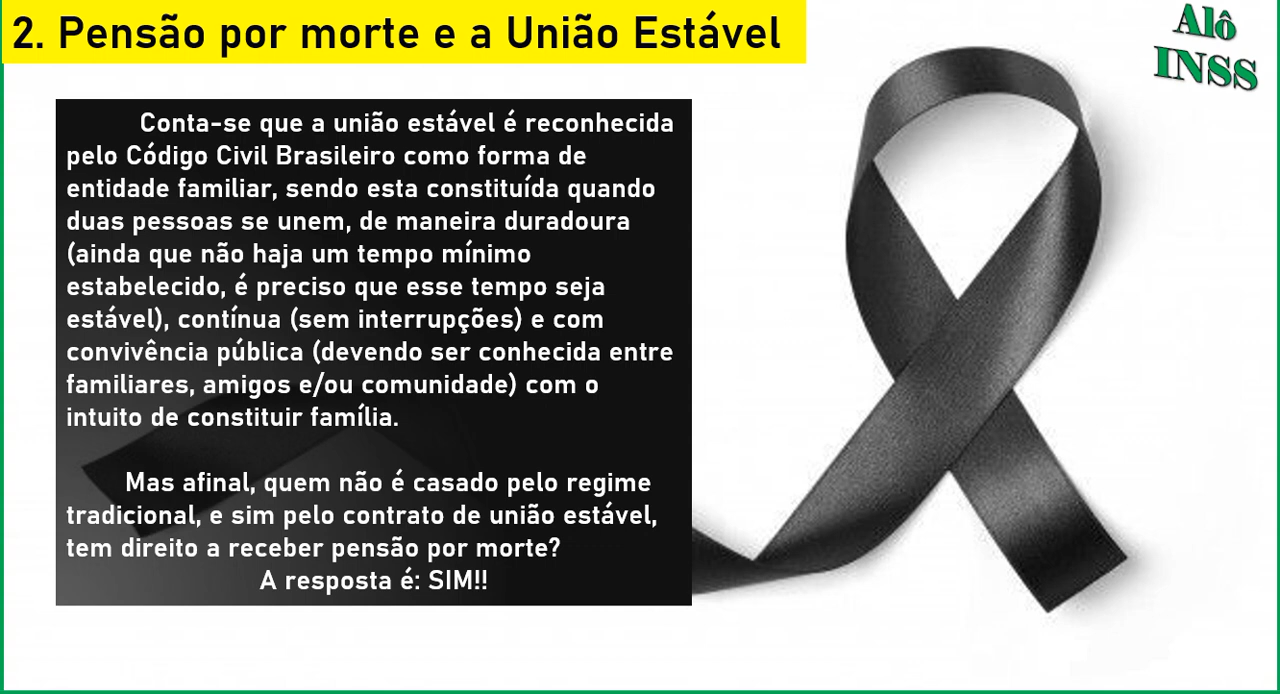 2. Pensão por morte e a União Estável
Alô
INSS
Conta-se que a união estável é reconhecida
pelo Código Civil Brasileiro como forma de
entidade familiar, sendo esta constituída quando
duas pessoas se unem, de maneira duradoura
(ainda que não haja um tempo mínimo
estabelecido, é preciso que esse tempo seja
estável), contínua (sem interrupções) e com
convivência pública (devendo ser conhecida entre
familiares, amigos e/ou comunidade) com o
intuito de constituir família.
Mas afinal, quem não é casado pelo regime
tradicional, e sim pelo contrato de união estável,
tem direito a receber pensão por morte?
A resposta é: SIM!!